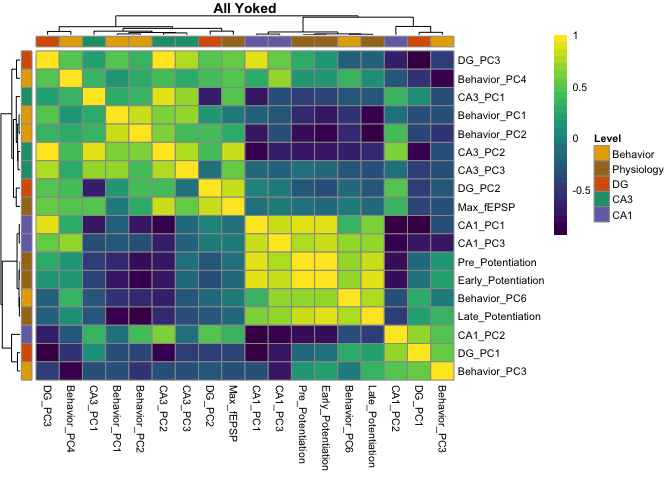 All Yoked
DG_PC3
Behavior_PC4
CA3_PC1
Behavior_PC1
Behavior_PC2
CA3_PC2
CA3_PC3
DG_PC2
Max_fEPSP
CA1_PC1
CA1_PC3
Pre_Potentiation
Early_Potentiation
Behavior_PC6
Late_Potentiation
CA1_PC2
DG_PC1
Behavior_PC3
1
0.5
0
-0.5
Level
Behavior
Physiology
DG
CA3
CA1
DG_PC3
Behavior_PC4
CA3_PC1
Behavior_PC1
Behavior_PC2
CA3_PC2
CA3_PC3
DG_PC2
Max_fEPSP
CA1_PC1
CA1_PC3
Pre_Potentiation
Early_Potentiation
Behavior_PC6
Late_Potentiation
CA1_PC2
DG_PC1
Behavior_PC3